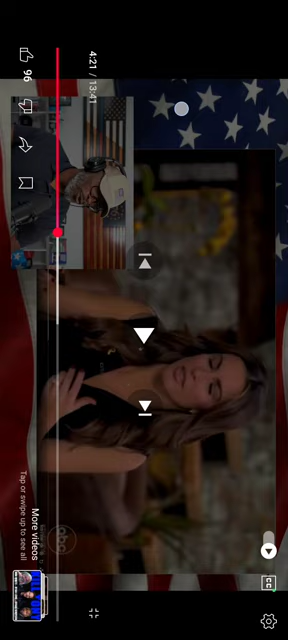 4:21 / 13:41
96
abc
More videos
Tap or swipe up to see all
CC